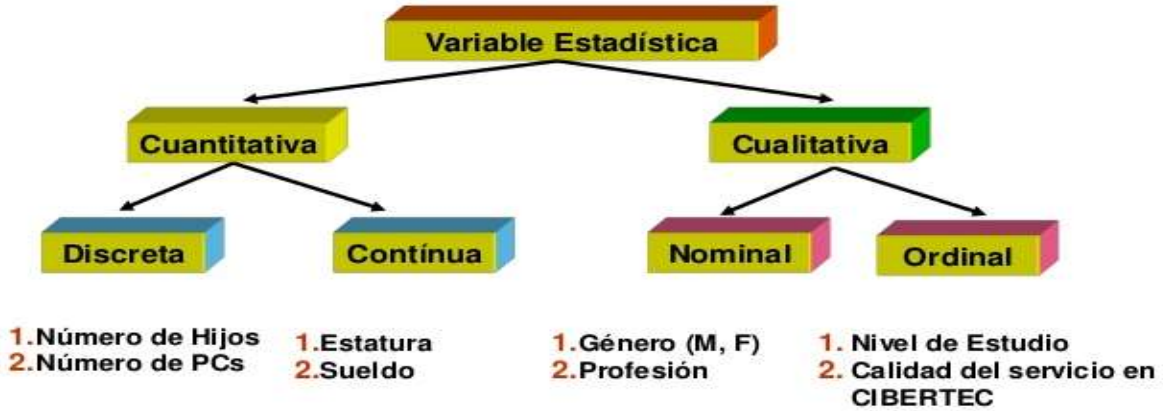 Variable Estadística
Cuantitativa
Cualitativa
Discreta
Contínua
Nominal
Ordinal
1.Número de Hijos
2.Número de PCs
1.Estatura
2.Sueldo
1.Género (M, F)
2.Profesión
1. Nivel de Estudio
2. Calidad del servicio en
CIBERTEC